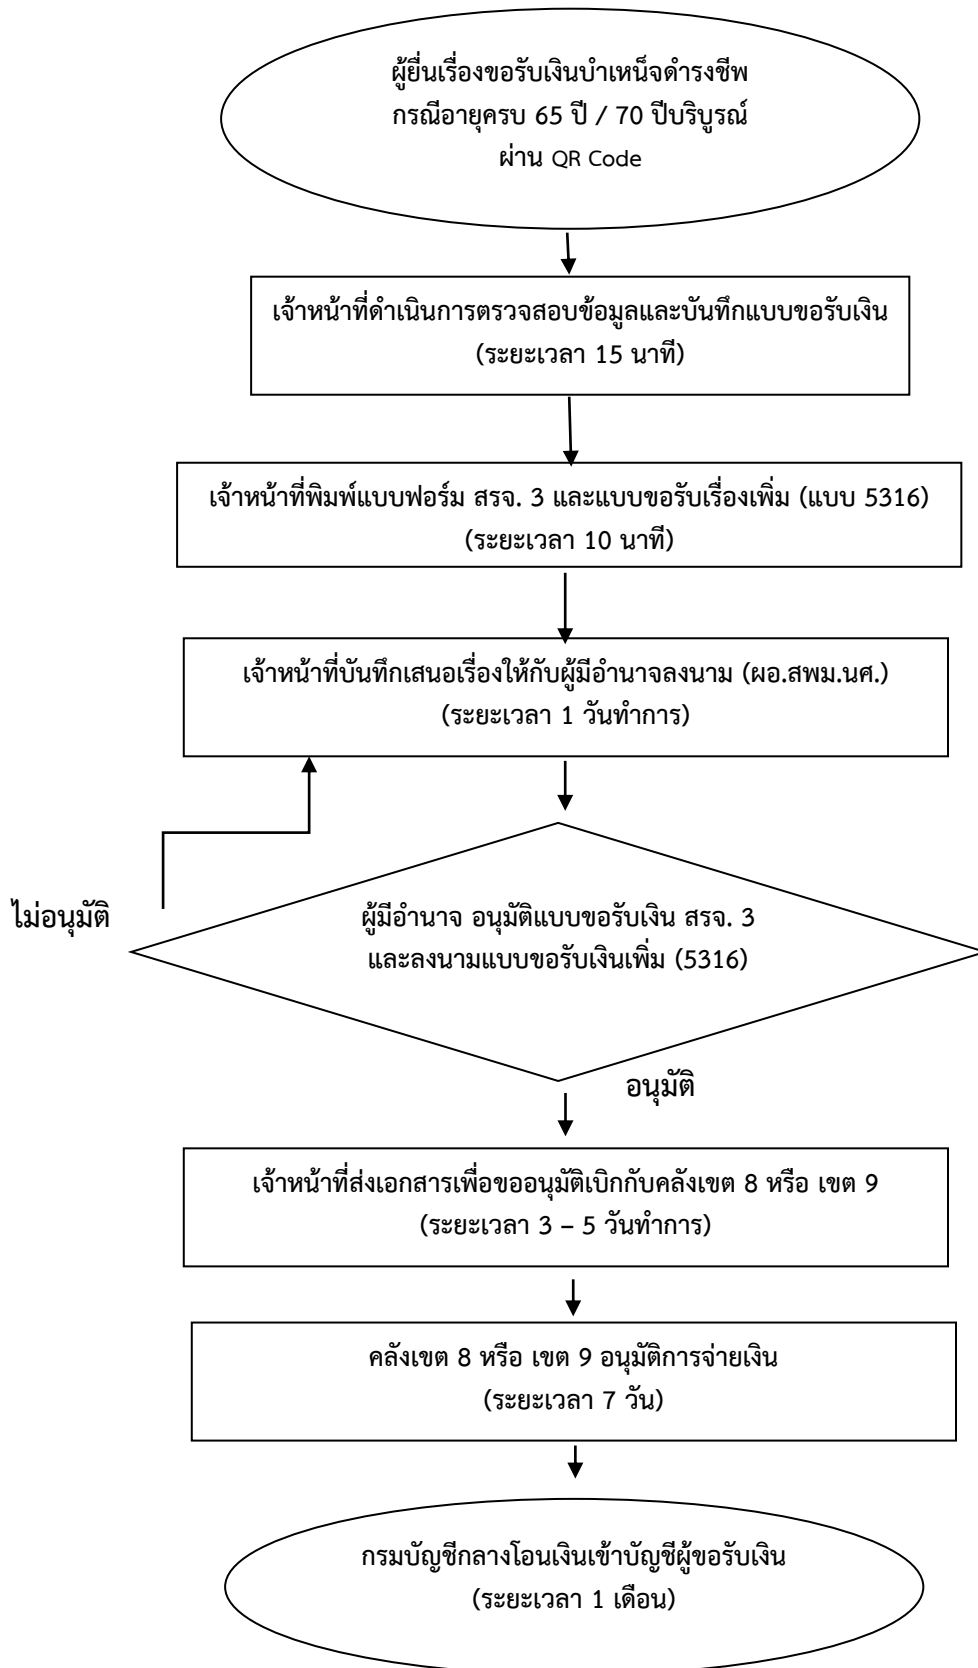 ผู้ยื่นเรื่องขอรับเงินบำเหน็จดำรงชีพ
กรณีอายุครบ 65 ปี / 70 ปีบริบูรณ์
ผ่าน QR Code
เจ้าหน้าที่ดำเนินการตรวจสอบข้อมูลและบันทึกแบบขอรับเงิน
(ระยะเวลา 15 นาที)
เจ้าหน้าที่พิมพ์แบบฟอร์ม สรจ. 3 และแบบขอรับเรื่องเพิ่ม (แบบ 5316)
(ระยะเวลา 10 นาที)
เจ้าหน้าที่บันทึกเสนอเรื่องให้กับผู้มีอำนาจลงนาม (ผอ.สพม.นศ.)
(ระยะเวลา 1 วันทำการ)
ไม่อนุมัติ
ผู้มีอำนาจ อนุมัติแบบขอรับเงิน สรจ. 3
และลงนามแบบขอรับเงินเพิ่ม (5316)
อนุมัติ
เจ้าหน้าที่ส่งเอกสารเพื่อขออนุมัติเบิกกับคลังเขต 8 หรือ เขต 9
(ระยะเวลา 3 – 5 วันทำการ)
คลังเขต 8 หรือ เขต 9 อนุมัติการจ่ายเงิน
(ระยะเวลา 7 วัน)
กรมบัญชีกลางโอนเงินเข้าบัญชีผู้ขอรับเงิน
(ระยะเวลา 1 เดือน)